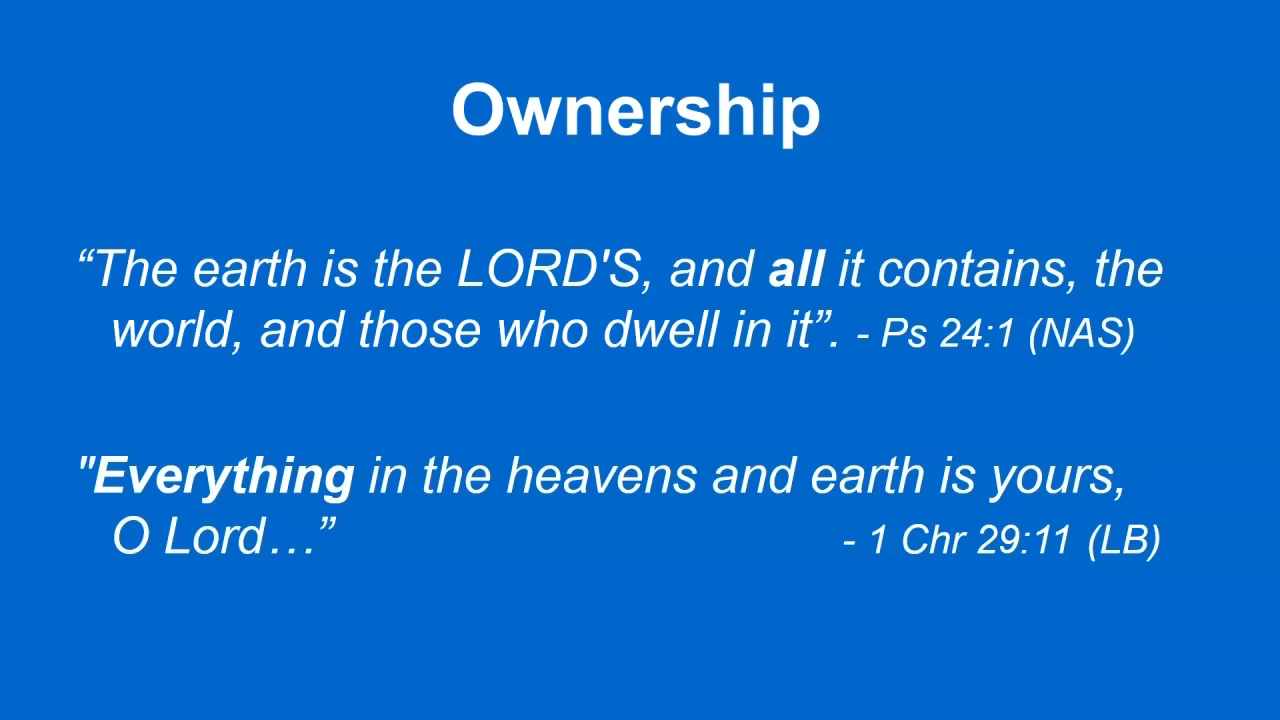 Ownership
“The earth is the LORD'S, and all it contains, the
world, and those who dwell in it”. - Ps 24:1 (NAS)
"Everything in the heavens and earth is yours,
O Lord…” - 1 Chr 29:11 (LB)